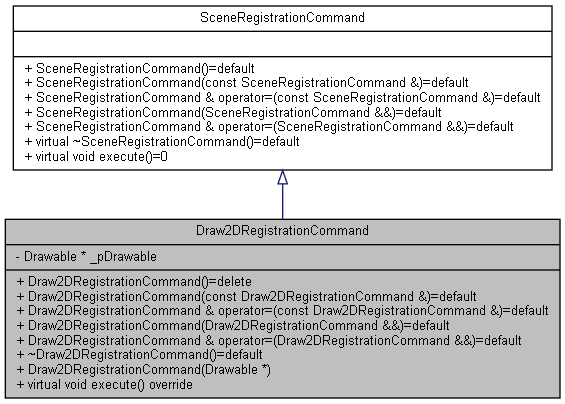 SceneRegistrationCommand
+ SceneRegistrationCommand()=default
+ SceneRegistrationCommand(const SceneRegistrationCommand &)=default
+ SceneRegistrationCommand & operator=(const SceneRegistrationCommand &)=default
+ SceneRegistrationCommand(SceneRegistrationCommand &&)=default
+ SceneRegistrationCommand & operator=(SceneRegistrationCommand &&)=default
+ virtual ~SceneRegistrationCommand()=default
+ virtual void execute()=0
Draw2DRegistrationCommand
- Drawable * _pDrawable
+ Draw2DRegistrationCommand()=delete
+ Draw2DRegistrationCommand(const Draw2DRegistrationCommand &)=default
+ Draw2DRegistrationCommand & operator=(const Draw2DRegistrationCommand &)=default
+ Draw2DRegistrationCommand(Draw2DRegistrationCommand &&)=default
+ Draw2DRegistrationCommand & operator=(Draw2DRegistrationCommand &&)=default
+ ~Draw2DRegistrationCommand()=default
+ Draw2DRegistrationCommand(Drawable *)
+ virtual void execute() override